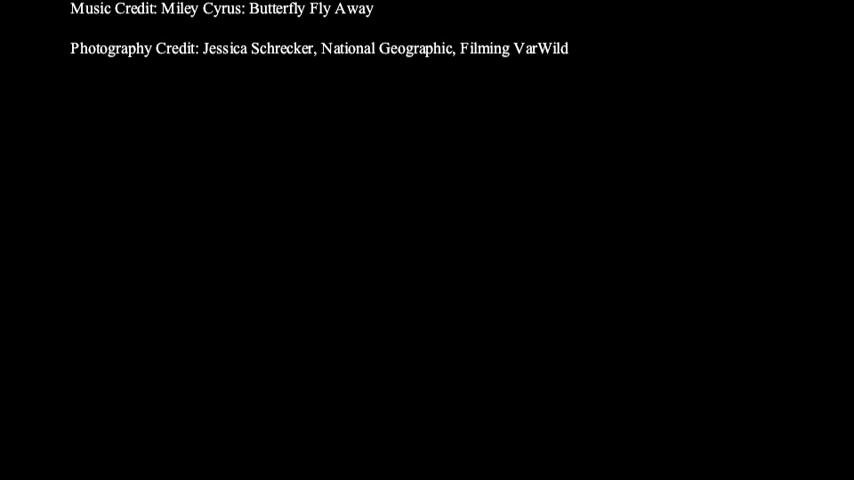 Music Credit: Miley Cyrus: Butterfly Fly Away
Photography Credit: Jessica Schrecker, National Geographic, Filming VarWild